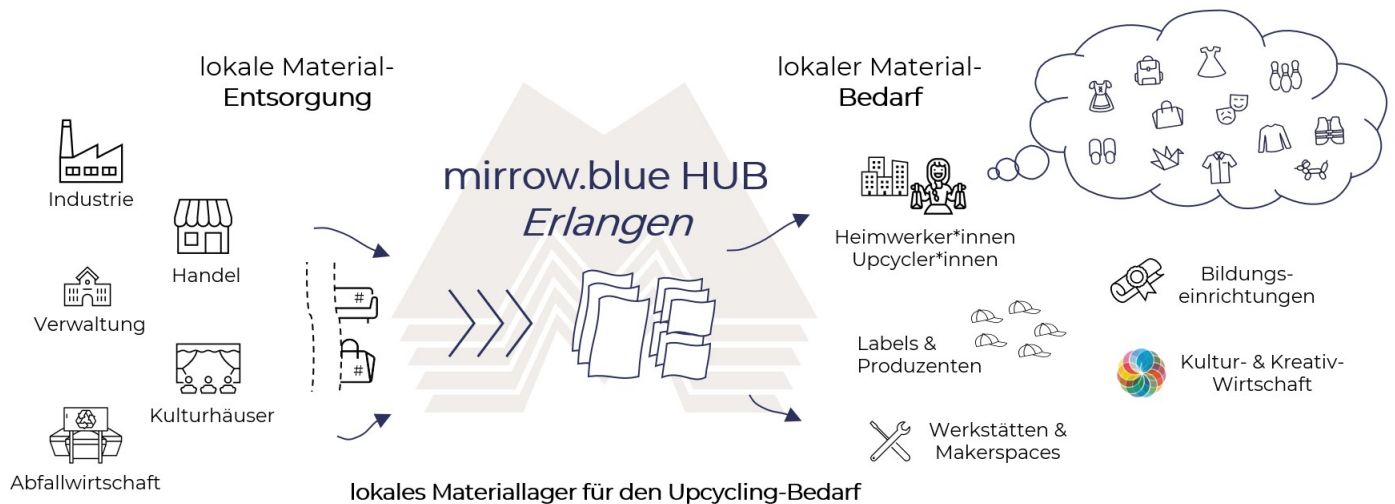 lokale Material-
Entsorgung
Industrie
Handel
Verwaltung
Kulturhäuser
Abfallwirtschaft
#
#
mirrow.blue HUB
Erlangen
lokales Materiallager für den Upcycling-Bedarf
lokaler Material-
Bedarf
Heimwerker*innen
Upcycler*innen
Bildungs-
einrichtungen
Labels &
Produzenten
Kultur- & Kreativ-
Wirtschaft
Werkstätten &
Makerspaces